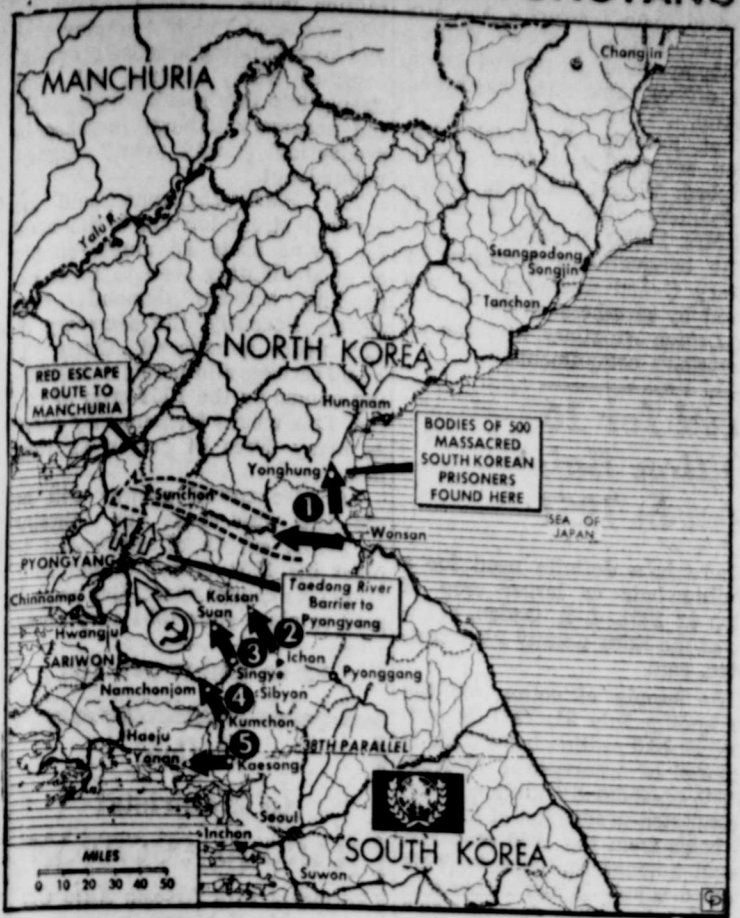 MANCHURIA
Chongjin
Yalu R.
Ssangpodong
Songjin
Tanchon
NORTH KOREA
RED ESCAPE
ROUTE TO
MANCHURIA
Hungnam
BODIES OF 500
MASSACRED
SOUTH KOREAN
PRISONERS
FOUND HERE
Yonghung
Sunchon
1
Wonsan
SEA OF
JAPAN
PYONGYANG
Taedong River
Barrier to
Pyongyang
Chinnampo
Koksan
Suan
2
Hwangju
3
Ichon
SARIWON
Singye
Pyonggang
Namchonjom
4
Sibyon
Kumchon
Haeju
5
38TH PARALLEL
Yonan
Kaesong
Seoul
Inchon
SOUTH KOREA
Suwon
MILES
0 10 20 30 40 50
CP